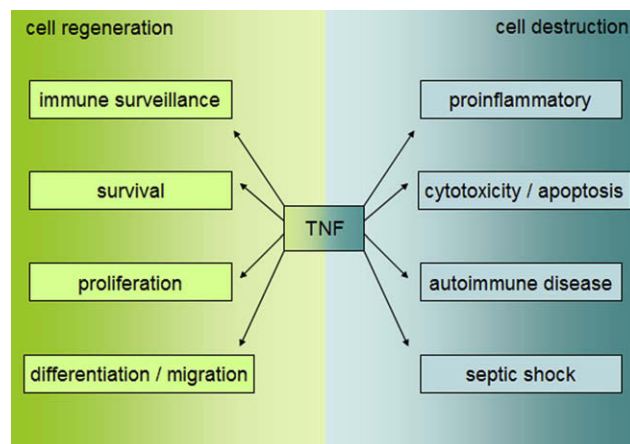 cell regeneration
cell destruction
immune surveillance
proinflammatory
survival
cytotoxicity / apoptosis
TNF
proliferation
autoimmune disease
differentiation / migration
septic shock